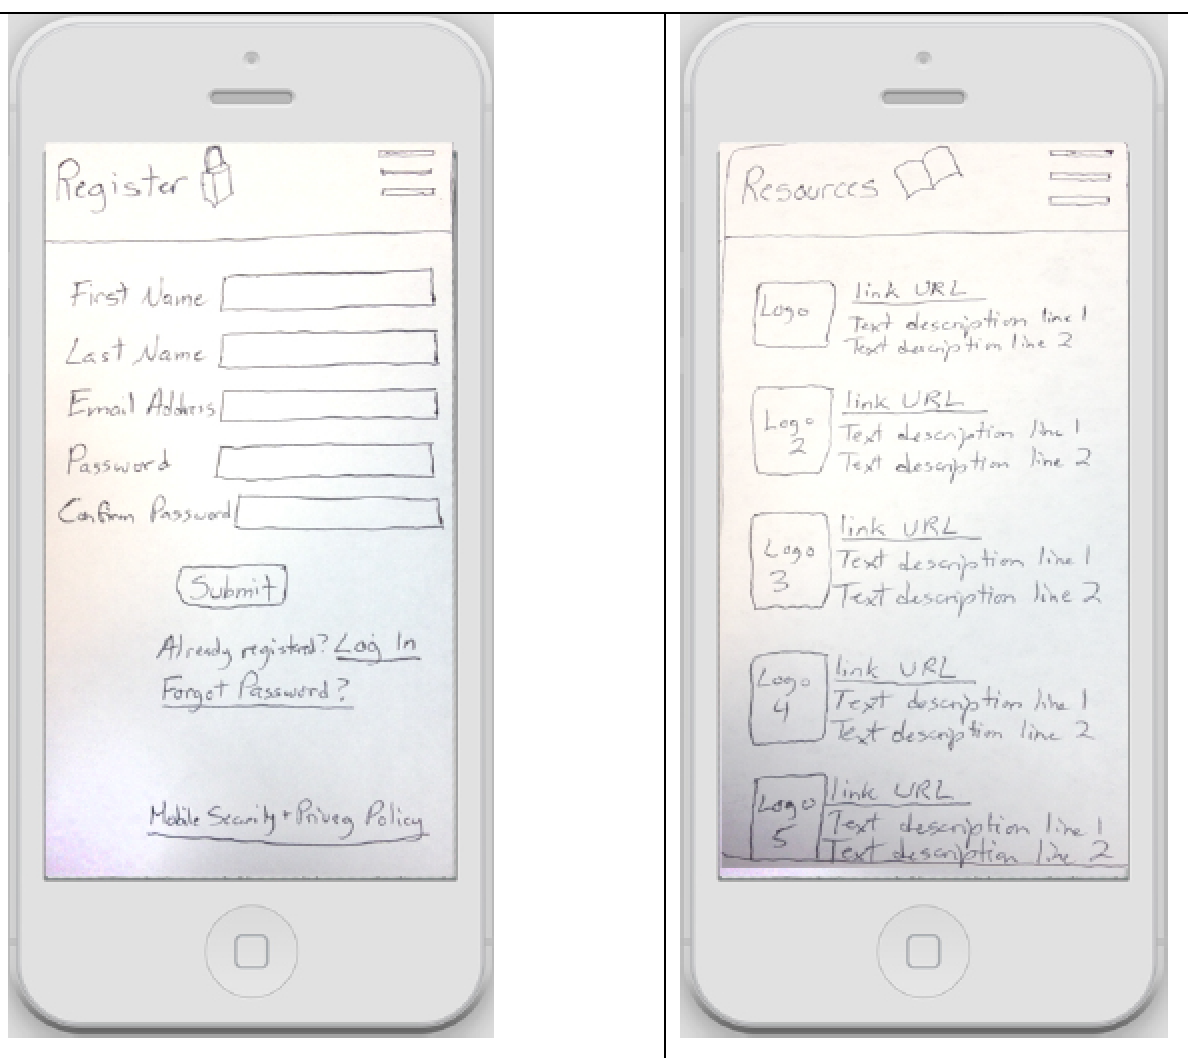 Register
First Name
Last Name
Email Address
Password
Confirm Password
Submit
Already registered? Log In
Forgot Password?
Mobile Security + Privacy Policy
Resources
Logo
link URL
Text description line 1
Text description line 2
Logo
2
link URL
Text description line 1
Text description line 2
Logo
3
link URL
Text description line 1
Text description line 2
Logo
4
link URL
Text description line 1
Text description line 2
Logo
5
link URL
Text description line 1
Text description line 2